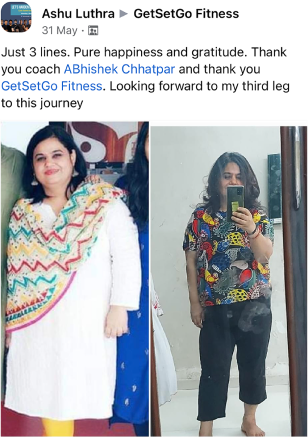 Ashu Luthra ▸ GetSetGo Fitness
31 May ·
Just 3 lines. Pure happiness and gratitude. Thank
you coach ABhishek Chhatpar and thank you
GetSetGo Fitness. Looking forward to my third leg
to this journey